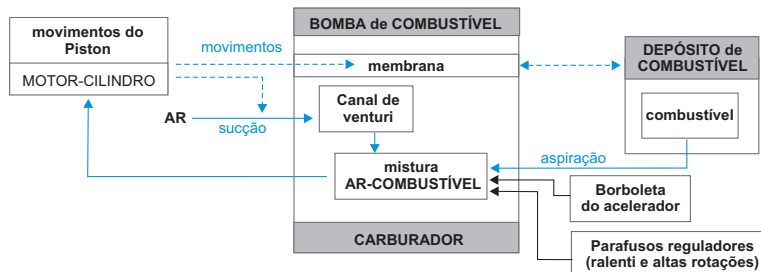 BOMBA de COMBUSTÍVEL
movimentos do
Piston
MOTOR-CILINDRO
movimentos
membrana
DEPÓSITO de
COMBUSTÍVEL
combustível
AR
sucção
Canal de
venturi
mistura
AR-COMBUSTÍVEL
aspiração
Borboleta
do acelerador
CARBURADOR
Parafusos reguladores
(ralenti e altas rotações)